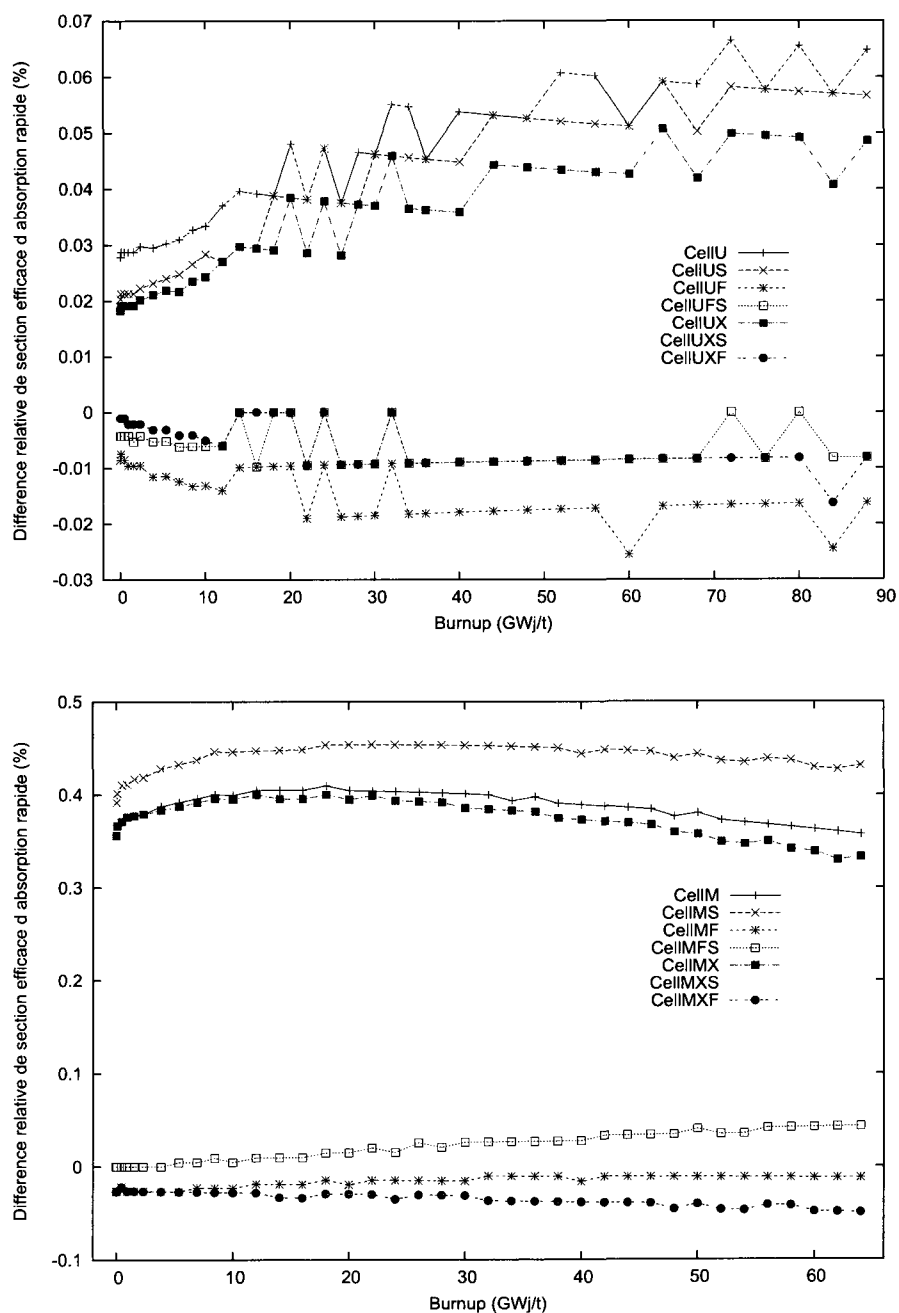 Difference relative de section efficace d absorption rapide (%)
0.07
0.06
0.05
0.04
0.03
0.02
0.01
0
-0.01
-0.02
-0.03
CellU
CellUS
CellUF
CellUFS
CellUX
CellUXS
CellUXF
0 10 20 30 40 50 60 70 80 90
Burnup (GWj/t)
Difference relative de section efficace d absorption rapide (%)
0.5
0.4
0.3
0.2
0.1
0
-0.1
CellM
CellMS
CellMF
CellMFS
CellMX
CellMXS
CellMXF
0 10 20 30 40 50 60
Burnup (GWj/t)